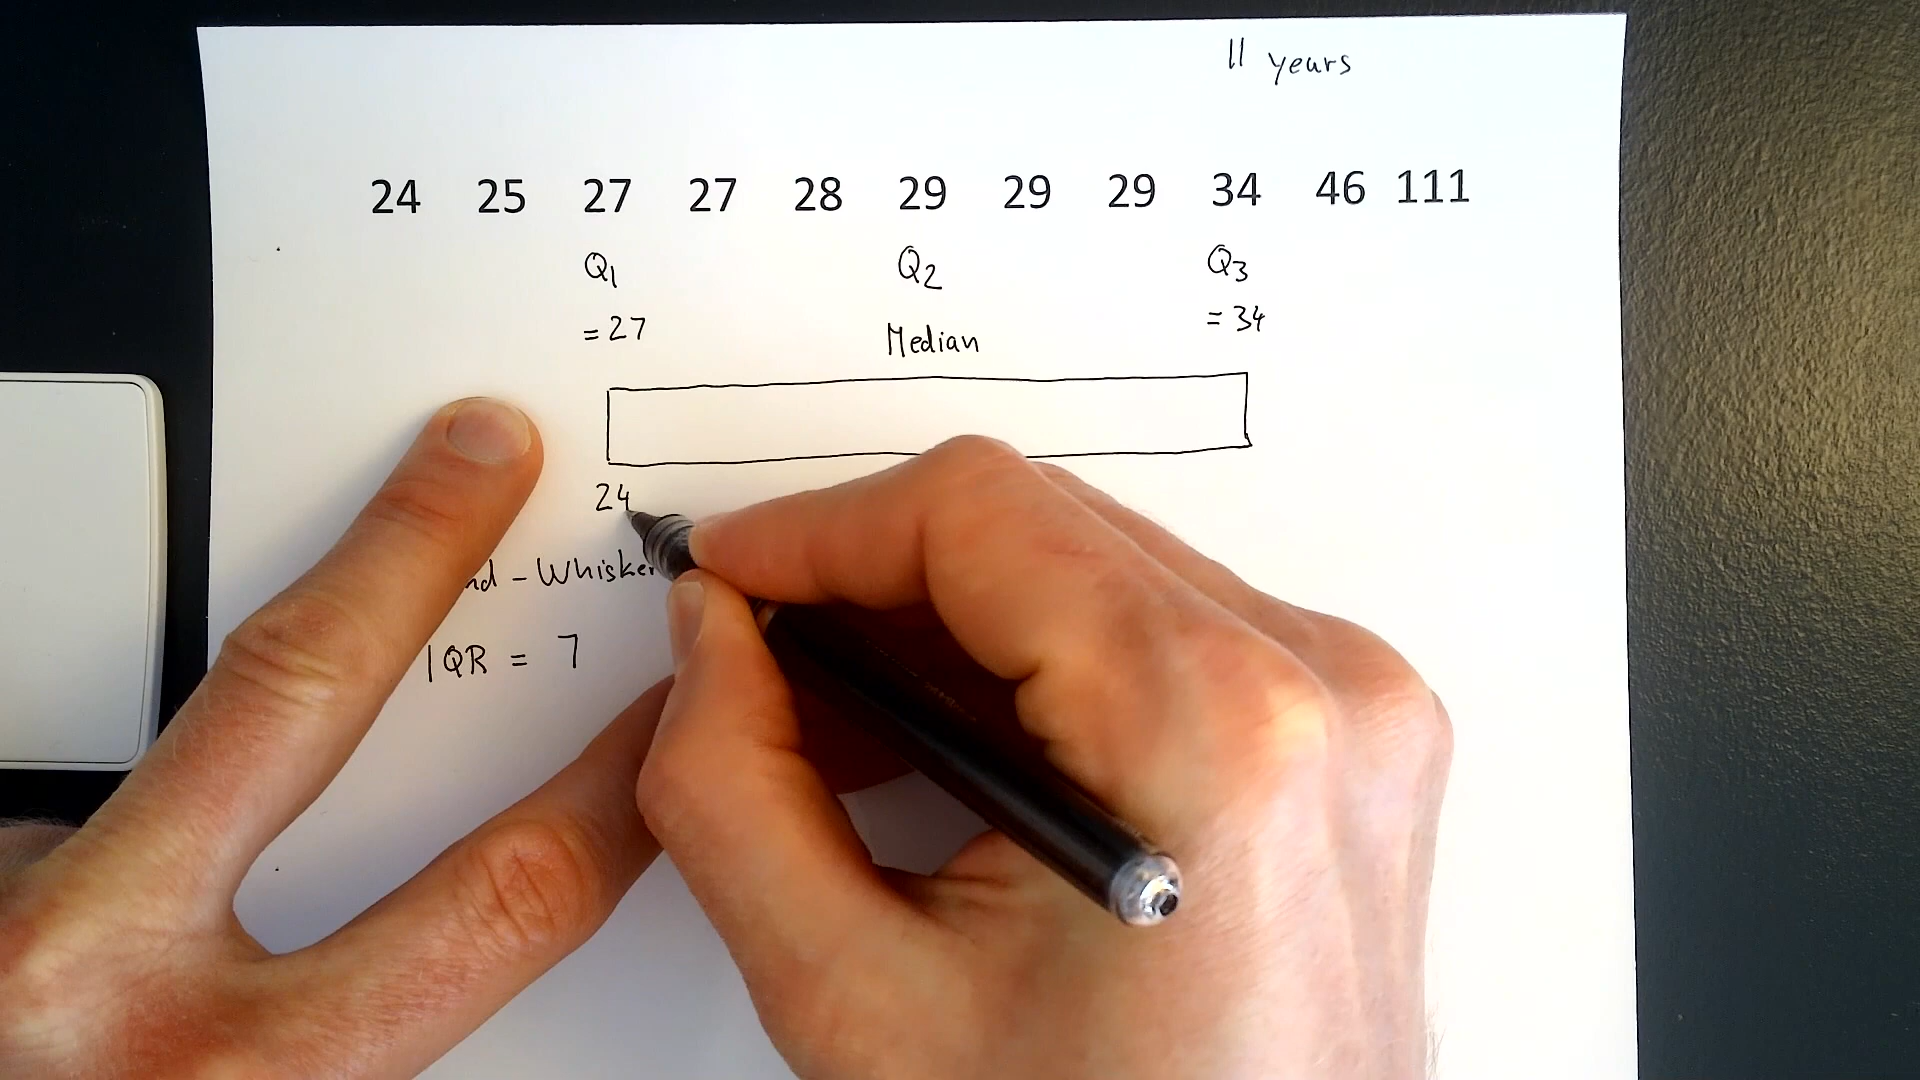 11 years
24 25 27 27 28 29 29 29 34 46 111
Q1 Q2 Q3
= 27 Median = 34
24
- Whisker
IQR = 7